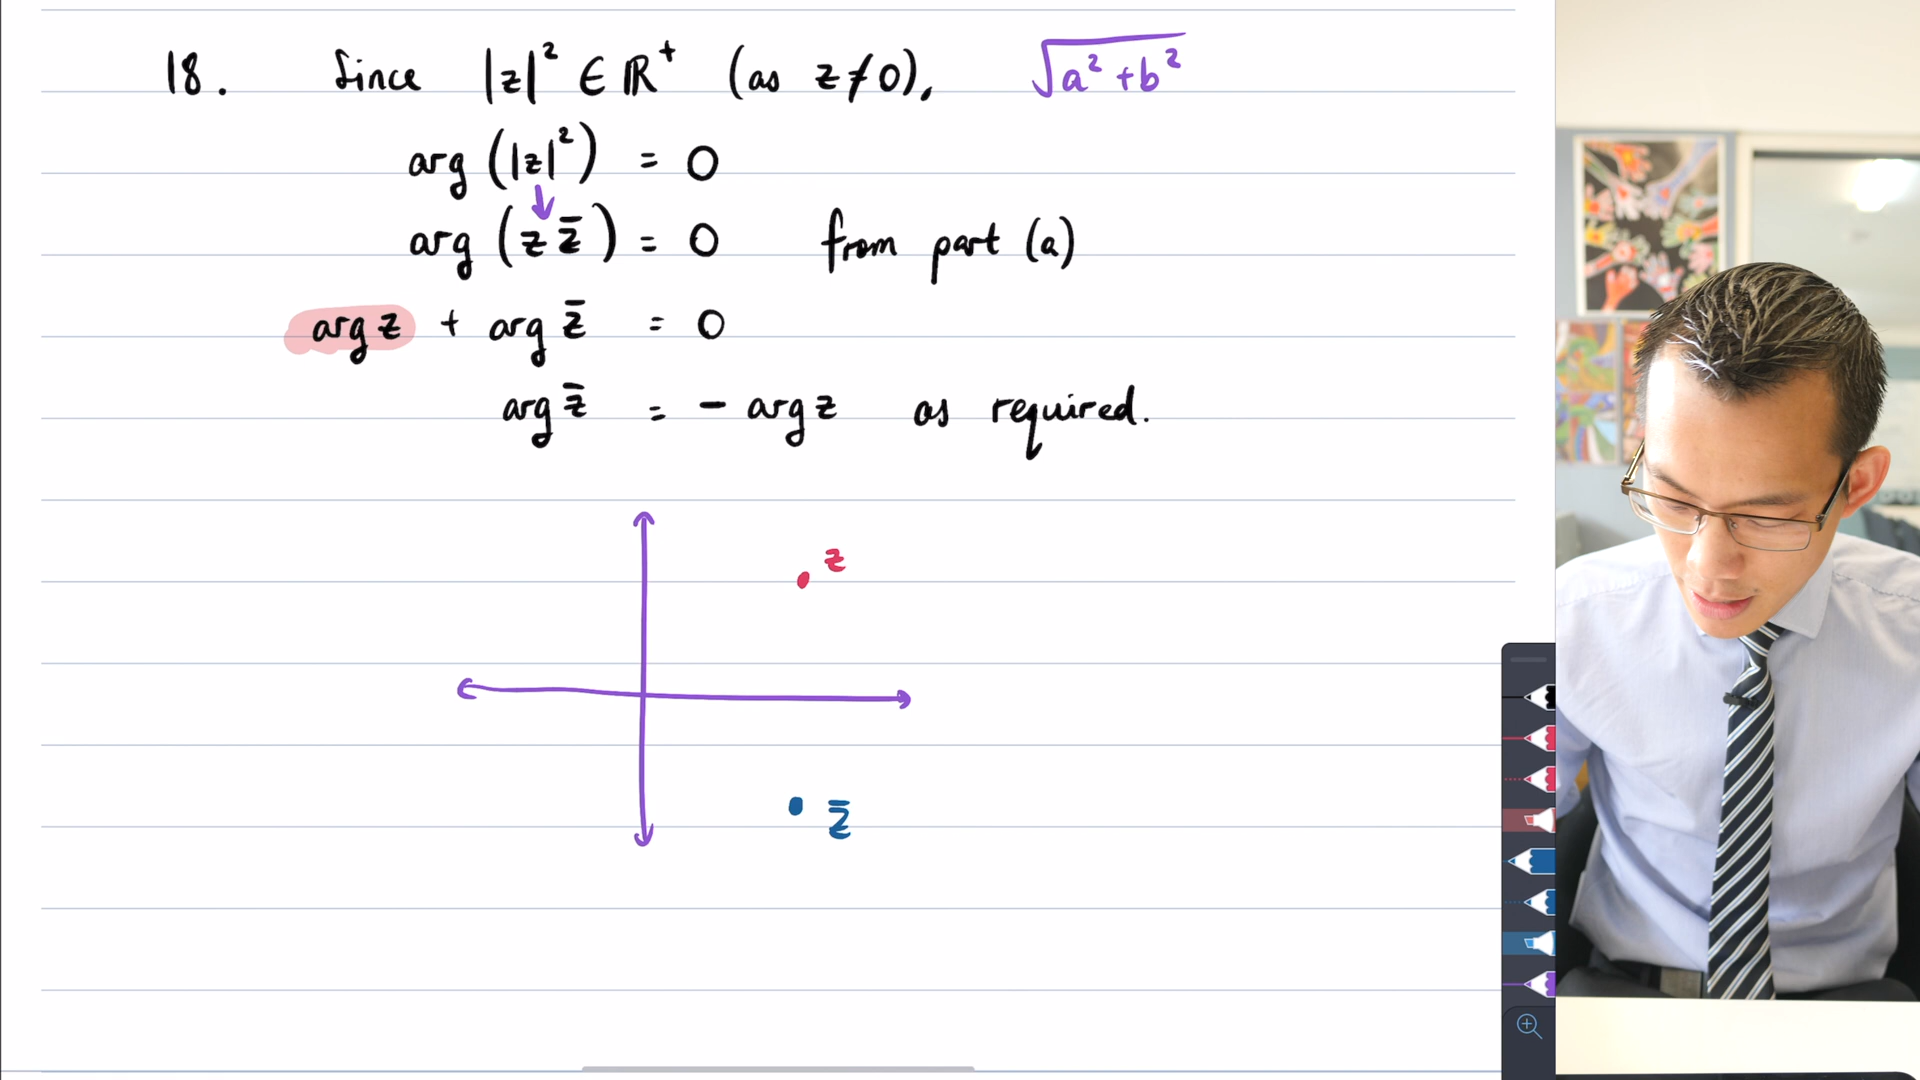 18. Since |z|² ∈ ℝ⁺ (as z ≠ 0), √(a² + b²)
arg (|z|²) = 0
arg (z z̄) = 0 from part (a)
arg z + arg z̄ = 0
arg z̄ = - arg z as required.
z
z̄